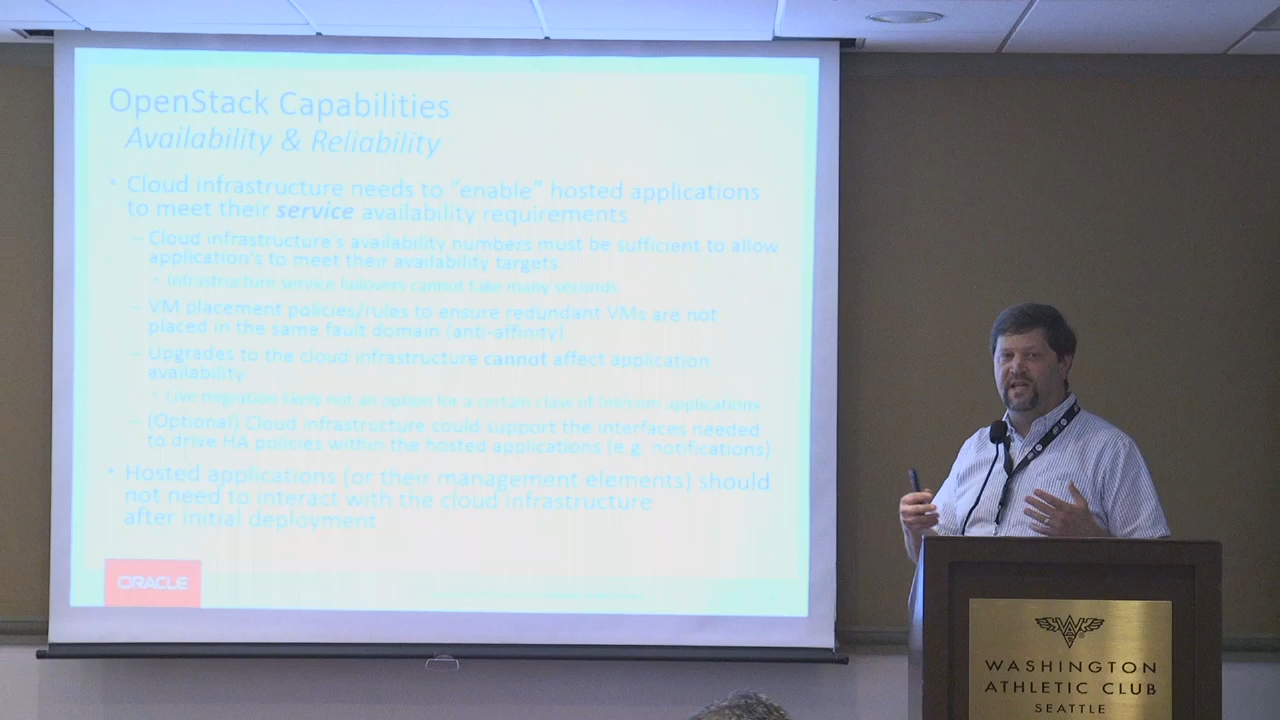 OpenStack Capabilities
Availability & Reliability
• Cloud infrastructure needs to “enable” hosted applications
to meet their service availability requirements
– Cloud infrastructure's availability numbers must be sufficient to allow
application's to meet their availability targets
• Infrastructure service failovers cannot take many seconds
– VM placement policies/rules to ensure redundant VMs are not
placed in the same fault domain (anti-affinity)
– Upgrades to the cloud infrastructure cannot affect application
availability
• Live migration likely not an option for a certain class of telecom applications
– (Optional) Cloud infrastructure could support the interfaces needed
to drive HA policies within the hosted applications (e.g. notifications)
• Hosted applications (or their management elements) should
not need to interact with the cloud infrastructure
after initial deployment
ORACLE
WASHINGTON
ATHLETIC CLUB
SEATTLE